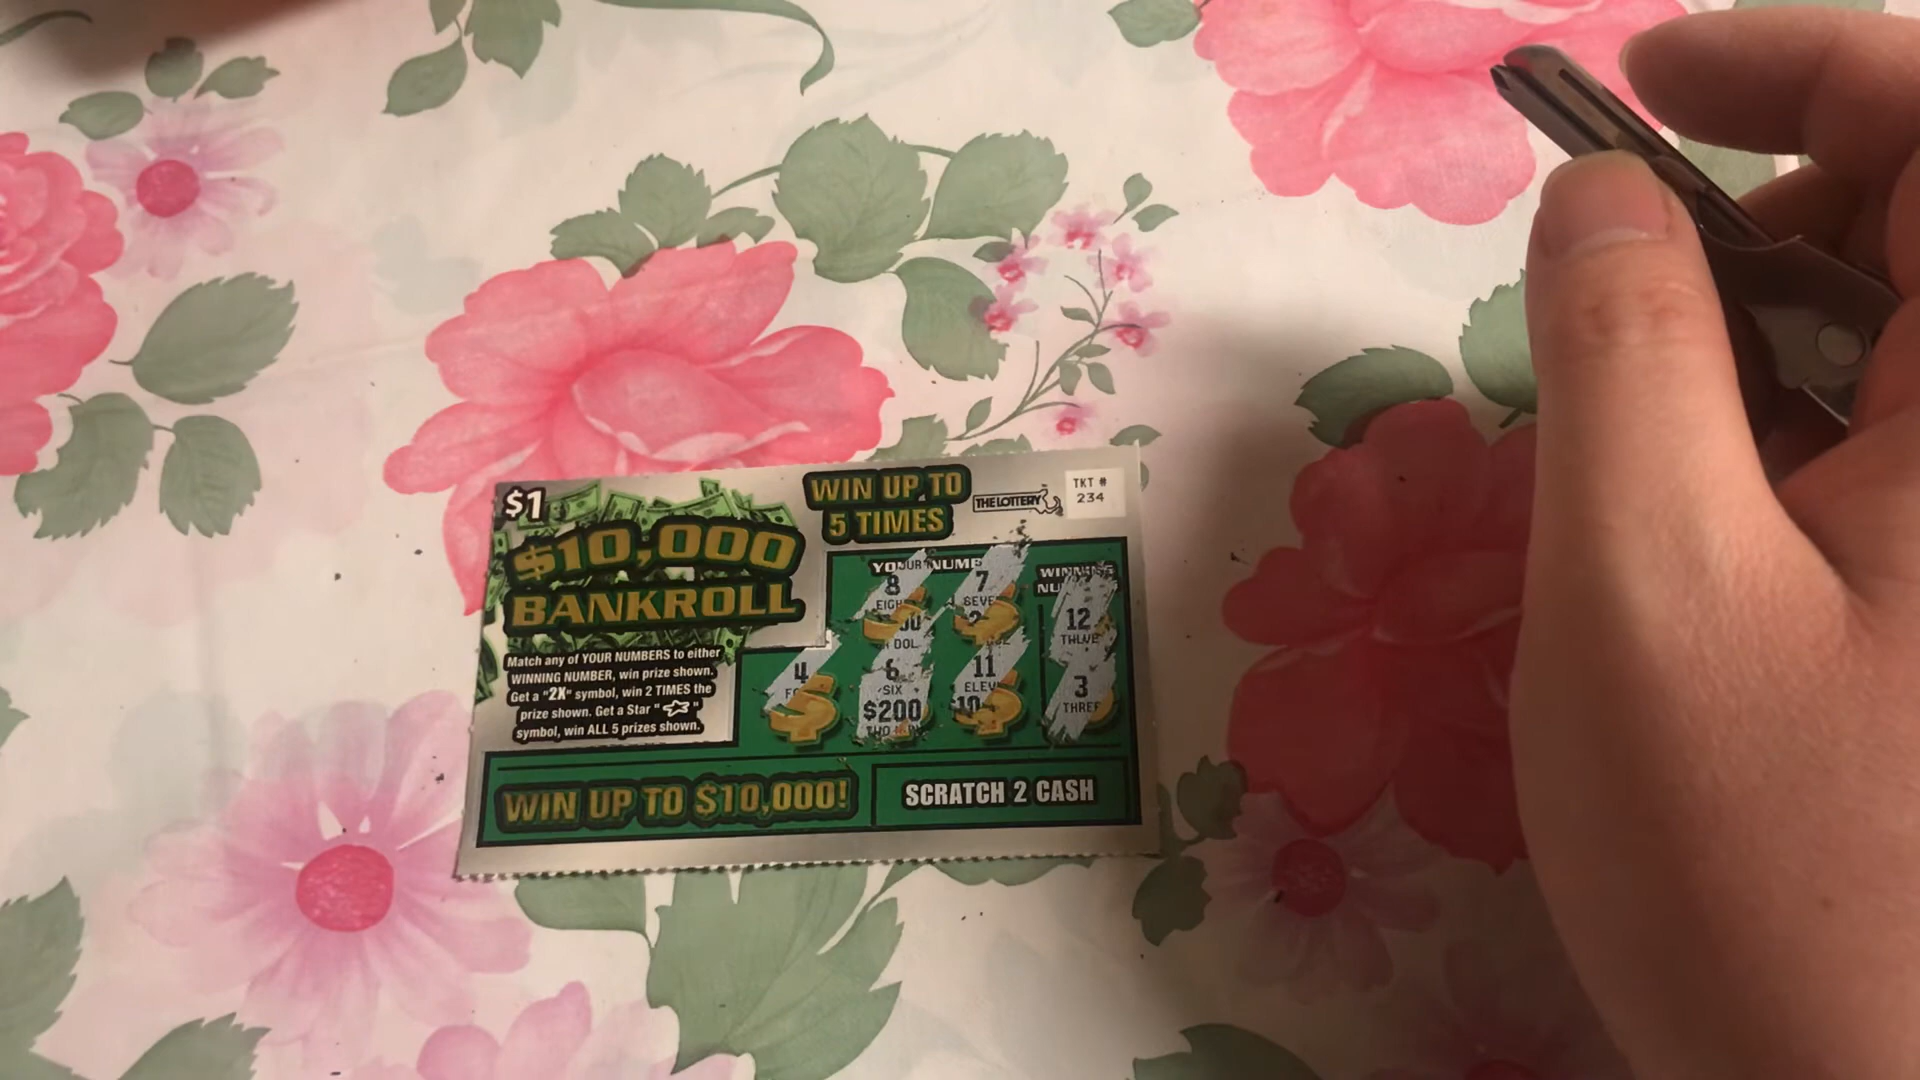 $1
$10,000
BANKROLL
WIN UP TO
5 TIMES
THE LOTTERY
TKT #
234
Match any of YOUR NUMBERS to either
WINNING NUMBER, win prize shown.
Get a "2X" symbol, win 2 TIMES the
prize shown. Get a Star " "
symbol, win ALL 5 prizes shown.
8
7
12
4
6
SIX
$200
11
3
THREE
WIN UP TO $10,000!
SCRATCH 2 CASH